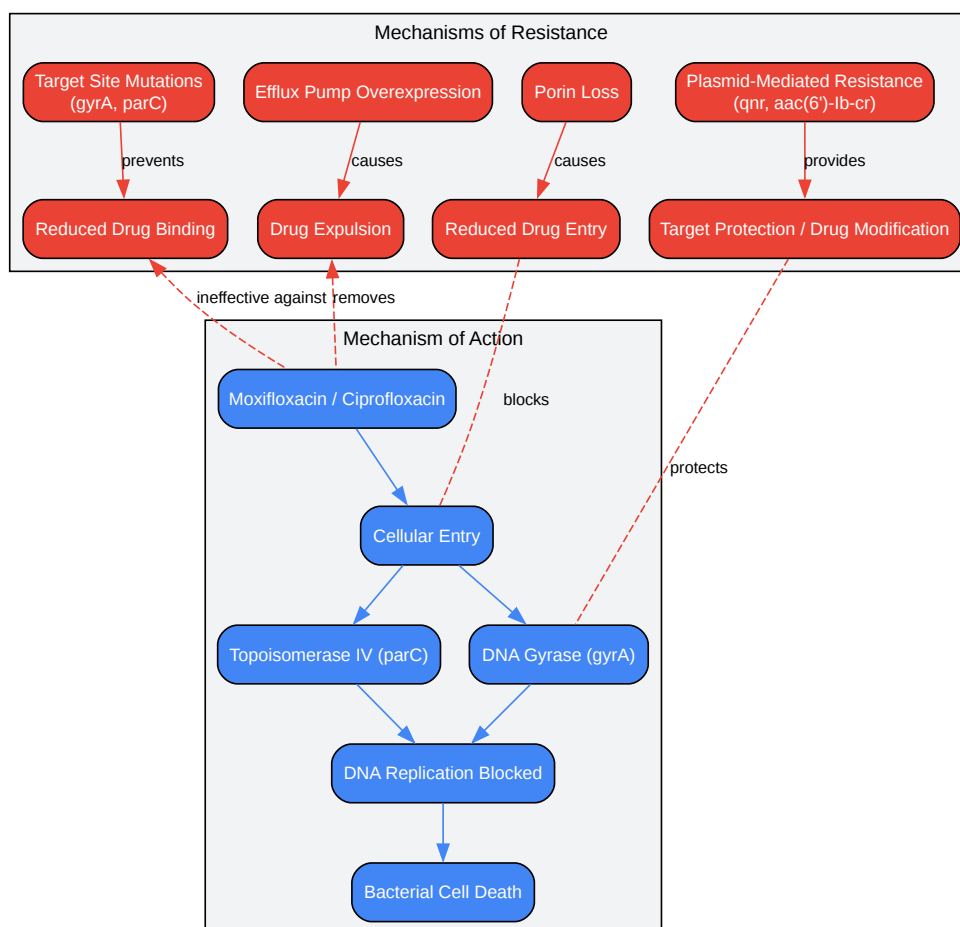 Mechanisms of Resistance
Target Site Mutations
(gyrA, parC)
Efflux Pump Overexpression
Porin Loss
Plasmid-Mediated Resistance
(qnr, aac(6')-Ib-cr)
prevents
causes
causes
provides
Reduced Drug Binding
Drug Expulsion
Reduced Drug Entry
Target Protection / Drug Modification
ineffective against
removes
Mechanism of Action
Moxifloxacin / Ciprofloxacin
blocks
protects
Cellular Entry
Topoisomerase IV (parC)
DNA Gyrase (gyrA)
DNA Replication Blocked
Bacterial Cell Death